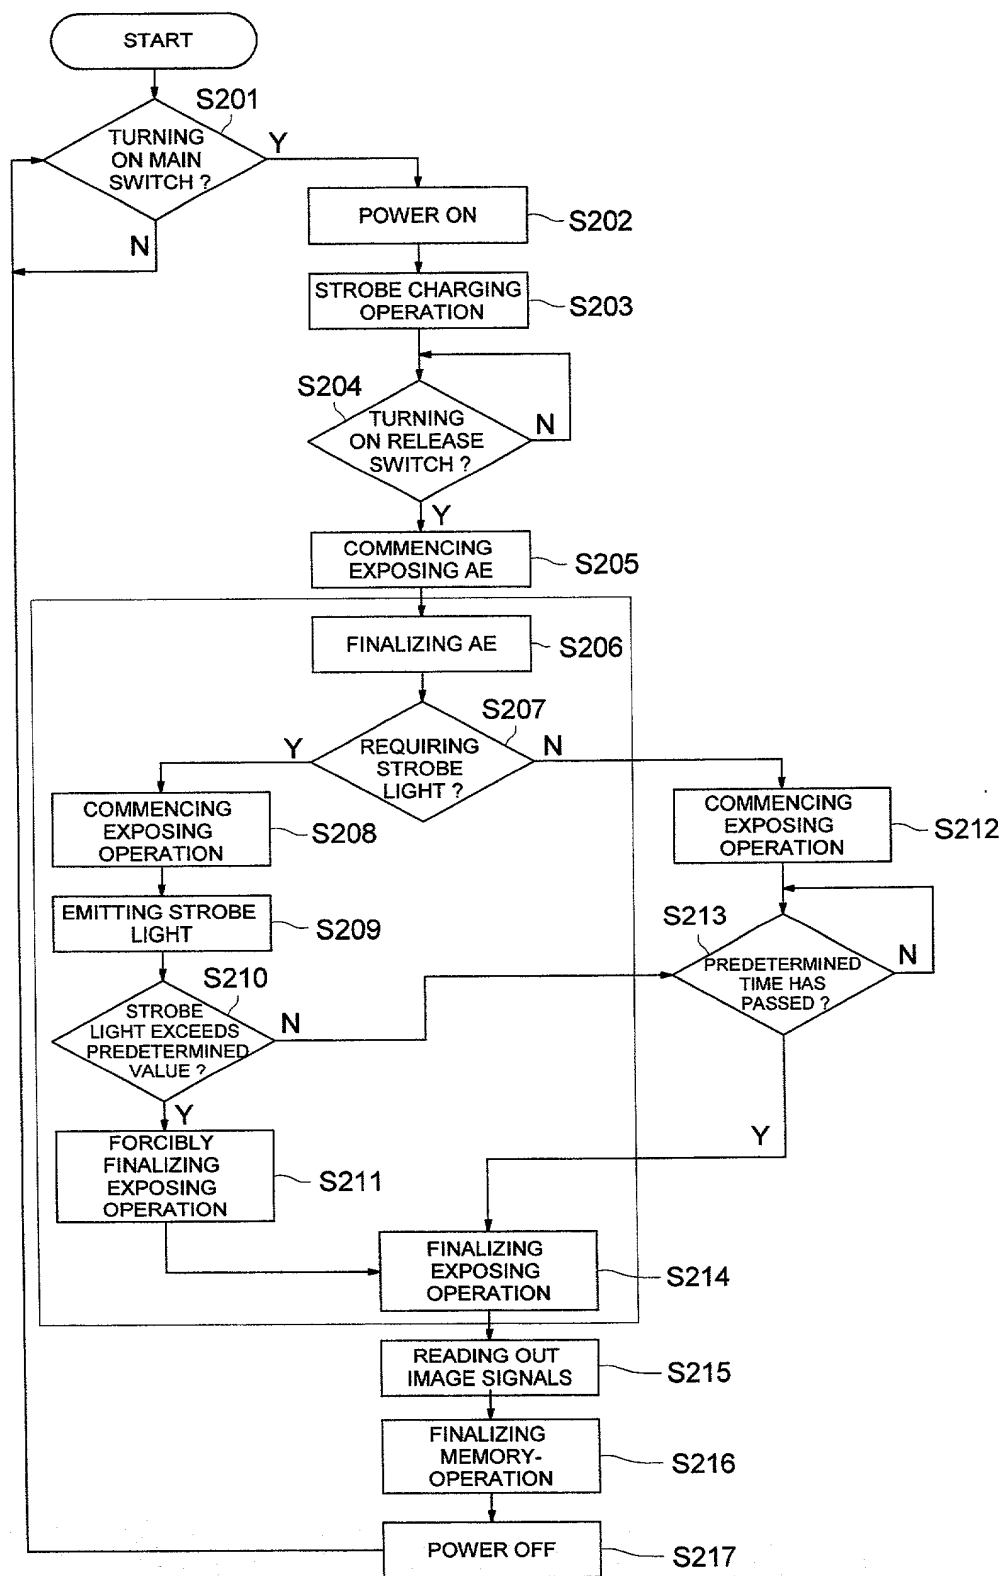 START
S201
TURNING
ON MAIN
SWITCH ?
Y
N
POWER ON
S202
STROBE CHARGING
OPERATION
S203
S204
TURNING
ON RELEASE
SWITCH ?
N
Y
COMMENCING
EXPOSING AE
S205
FINALIZING AE
S206
S207
REQUIRING
STROBE
LIGHT ?
Y
N
COMMENCING
EXPOSING
OPERATION
S208
COMMENCING
EXPOSING
OPERATION
S212
EMITTING STROBE
LIGHT
S209
S213
PREDETERMINED
TIME HAS
PASSED ?
N
Y
S210
STROBE
LIGHT EXCEEDS
PREDETERMINED
VALUE ?
N
Y
FORCIBLY
FINALIZING
EXPOSING
OPERATION
S211
FINALIZING
EXPOSING
OPERATION
S214
READING OUT
IMAGE SIGNALS
S215
FINALIZING
MEMORY-
OPERATION
S216
POWER OFF
S217